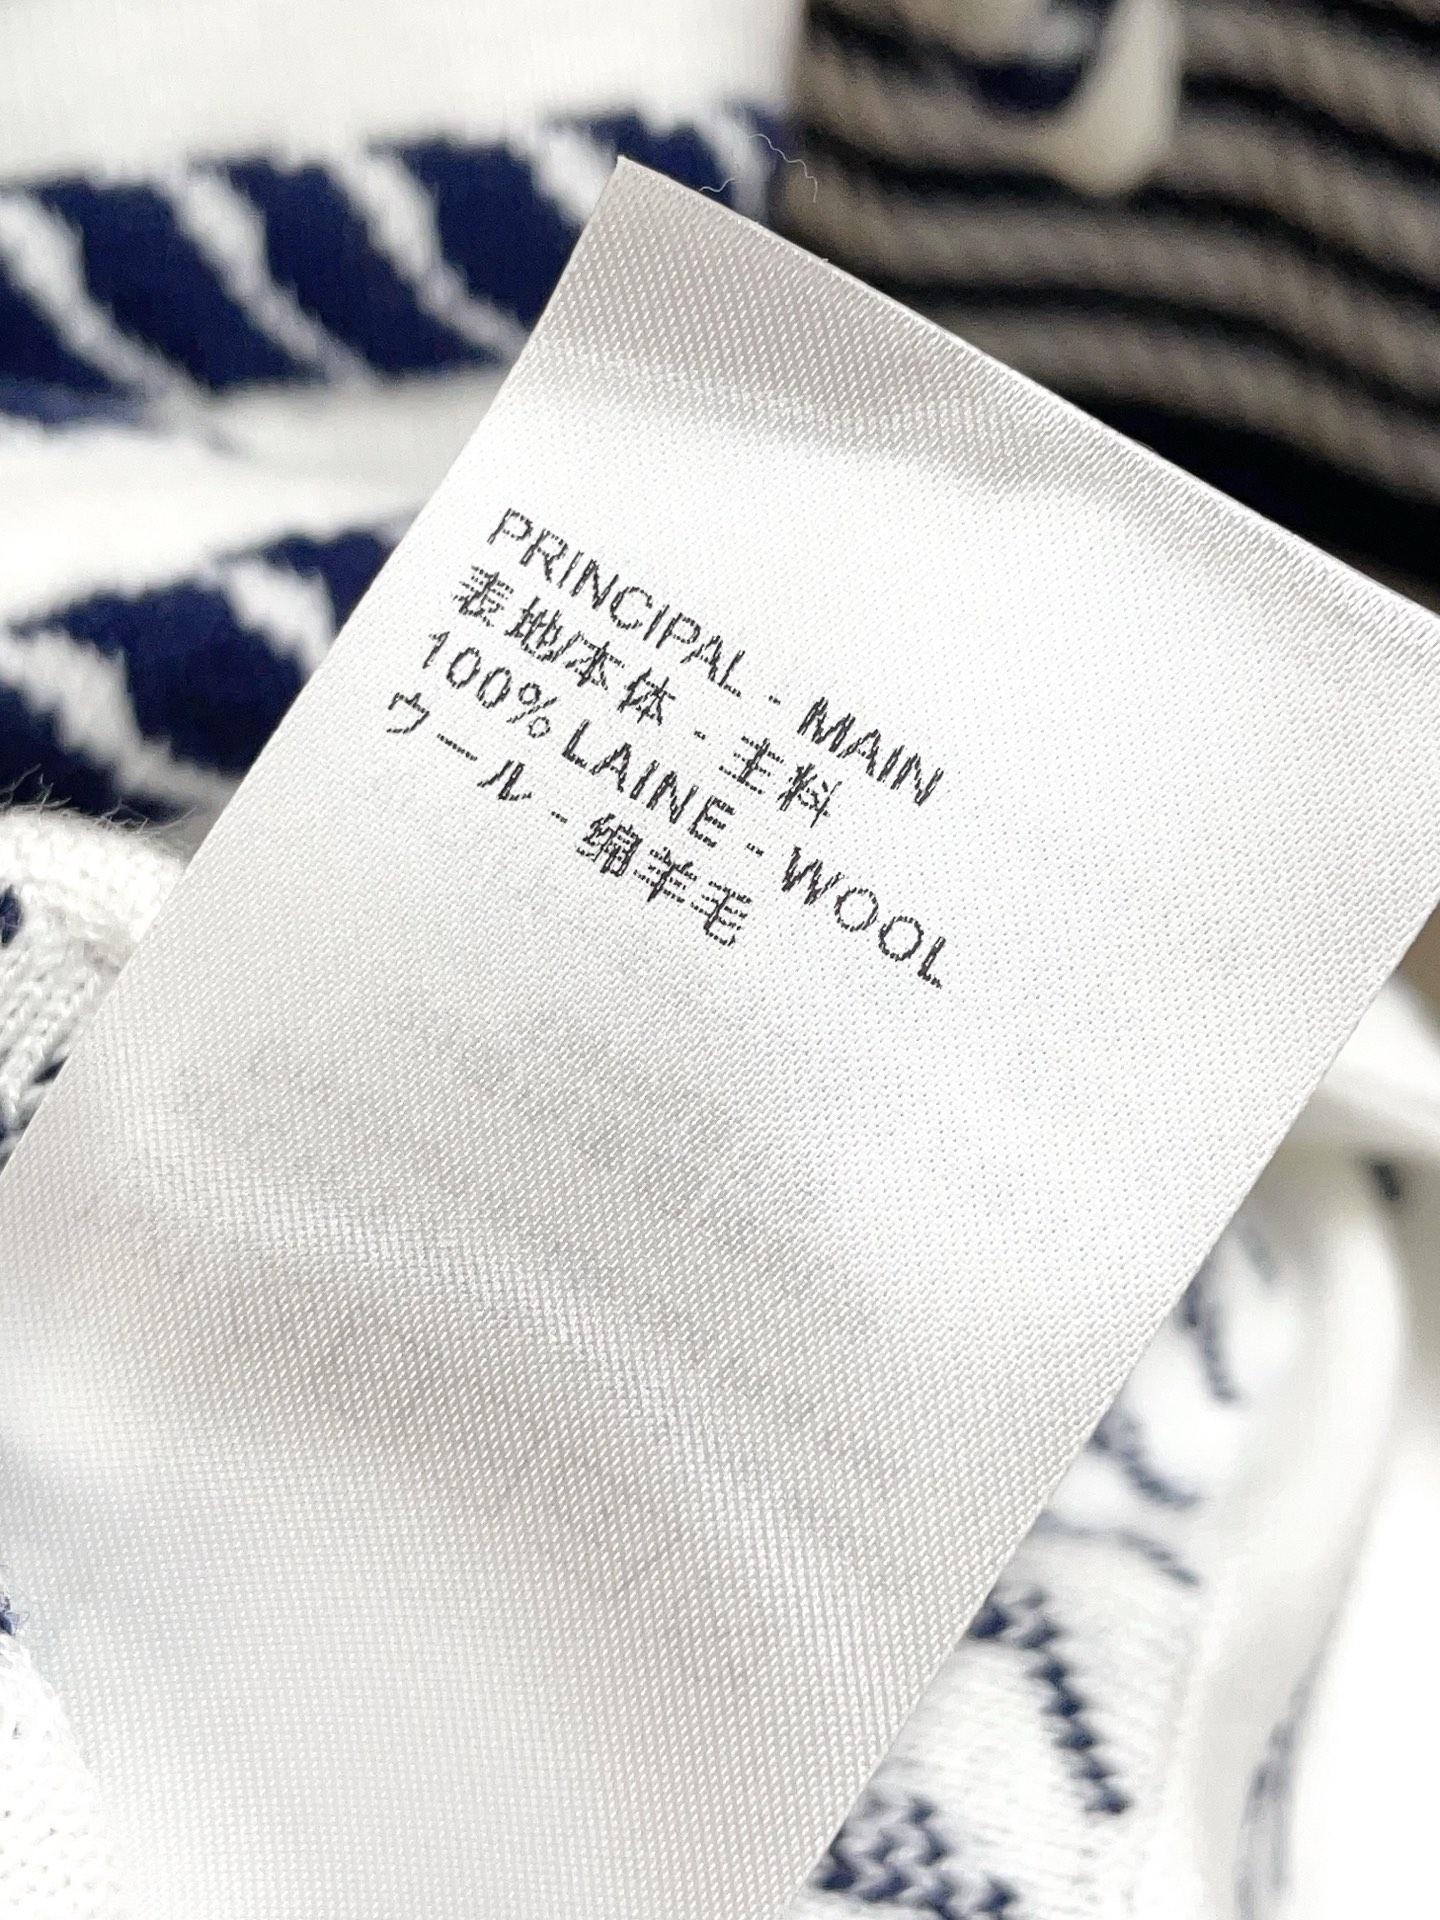 PRINCIPAL - MAIN
表地/本体 - 主料
100% LAINE - WOOL
ウール - 绵羊毛